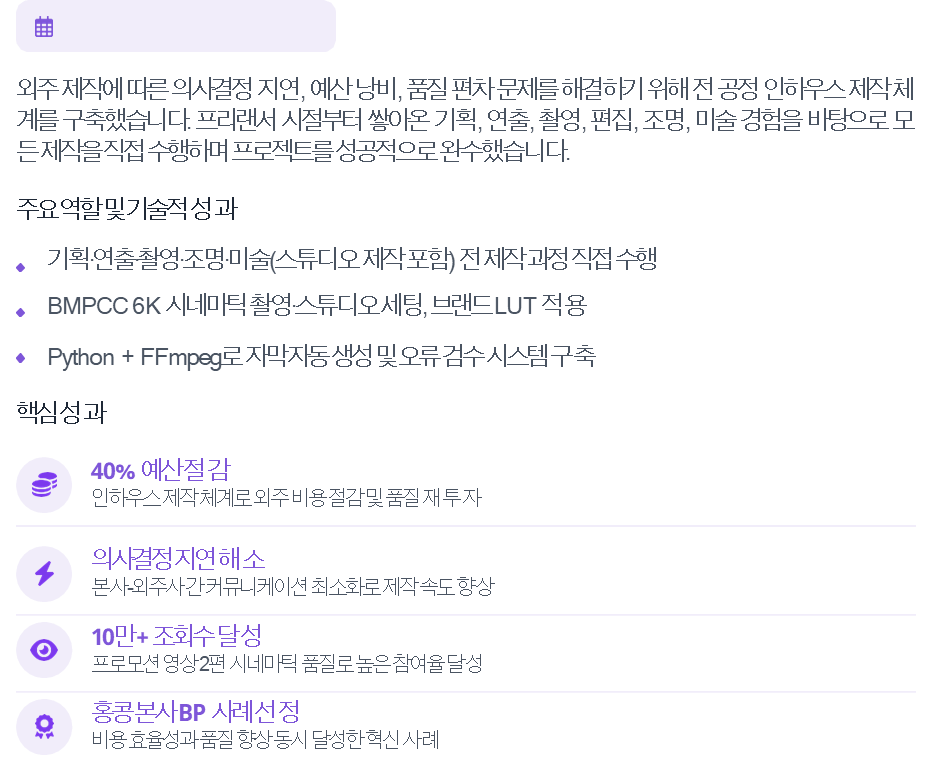 외주 제작에 따른 의사결정 지연, 예산 낭비, 품질 편차 문제를 해결하기 위해 전 공정 인하우스 제작 체
계를 구축했습니다. 프리랜서 시절부터 쌓아온 기획, 연출, 촬영, 편집, 조명, 미술 경험을 바탕으로 모
든 제작을 직접 수행하며 프로젝트를 성공적으로 완수했습니다.
주요 역할 및 기술적 성과
기획·연출·촬영·조명·미술(스튜디오 제작 포함) 전 제작 과정 직접 수행
BMPCC 6K 시네마틱 촬영·스튜디오 세팅, 브랜드 LUT 적용
Python + FFmpeg로 자막 자동 생성 및 오류 검수 시스템 구축
핵심 성과
40% 예산 절감
인하우스 제작 체계로 외주 비용 절감 및 품질 재투자
의사결정 지연 해소
본사-외주사 간 커뮤니케이션 최소화로 제작 속도 향상
10만+ 조회수 달성
프로모션 영상 2편 시네마틱 품질로 높은 참여율 달성
홍콩 본사 BP 사례 선정
비용 효율성과 품질 향상 동시 달성한 혁신 사례